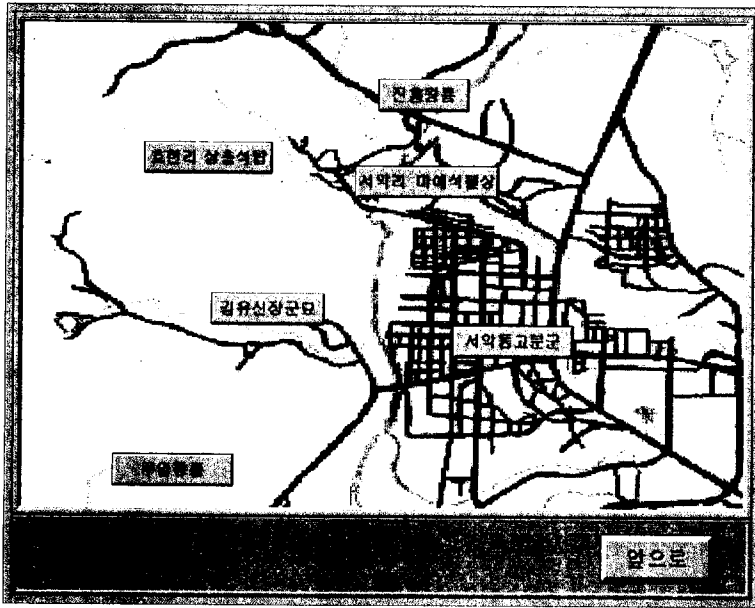 진흥왕릉
효현리 삼층석탑
서악리 마애석불상
김유신장군묘
서악동고분군
앞으로